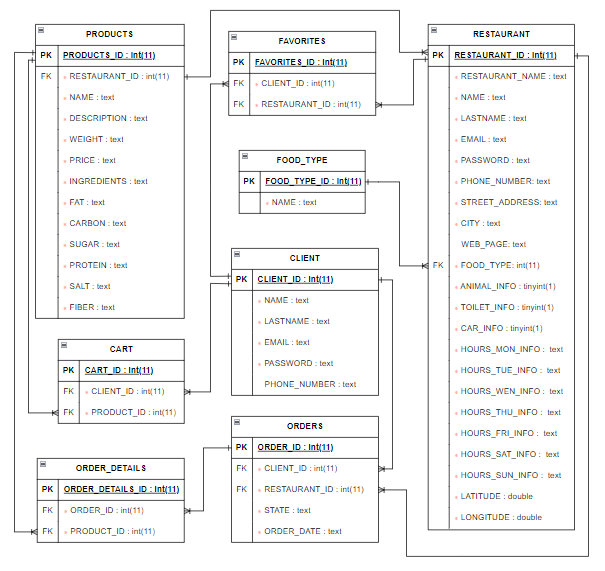 PRODUCTS
PK PRODUCTS_ID : Int(11)
FK * RESTAURANT_ID : int(11)
* NAME : text
* DESCRIPTION : text
* WEIGHT : text
* PRICE : text
* INGREDIENTS : text
* FAT : text
* CARBON : text
* SUGAR : text
* PROTEIN : text
* SALT : text
* FIBER : text
FAVORITES
PK FAVORITES_ID : Int(11)
FK * CLIENT_ID : int(11)
FK * RESTAURANT_ID : int(11)
FOOD_TYPE
PK FOOD_TYPE_ID : Int(11)
* NAME : text
CLIENT
PK CLIENT_ID : Int(11)
* NAME : text
* LASTNAME : text
* EMAIL : text
* PASSWORD : text
PHONE_NUMBER : text
RESTAURANT
PK RESTAURANT_ID : Int(11)
* RESTAURANT_NAME : text
* NAME : text
* LASTNAME : text
* EMAIL : text
* PASSWORD : text
* PHONE_NUMBER: text
* STREET_ADDRESS: text
* CITY : text
WEB_PAGE: text
FK * FOOD_TYPE: int(11)
* ANIMAL_INFO : tinyint(1)
* TOILET_INFO : tinyint(1)
* CAR_INFO : tinyint(1)
* HOURS_MON_INFO : text
* HOURS_TUE_INFO : text
* HOURS_WEN_INFO : text
* HOURS_THU_INFO : text
* HOURS_FRI_INFO : text
* HOURS_SAT_INFO : text
* HOURS_SUN_INFO : text
* LATITUDE : double
* LONGITUDE : double
CART
PK CART_ID : Int(11)
FK * CLIENT_ID : int(11)
FK * PRODUCT_ID : int(11)
ORDERS
PK ORDER_ID : Int(11)
FK * CLIENT_ID : int(11)
FK * RESTAURANT_ID : int(11)
* STATE : text
* ORDER_DATE : text
ORDER_DETAILS
PK ORDER_DETAILS_ID : Int(11)
FK * ORDER_ID : int(11)
FK * PRODUCT_ID : int(11)